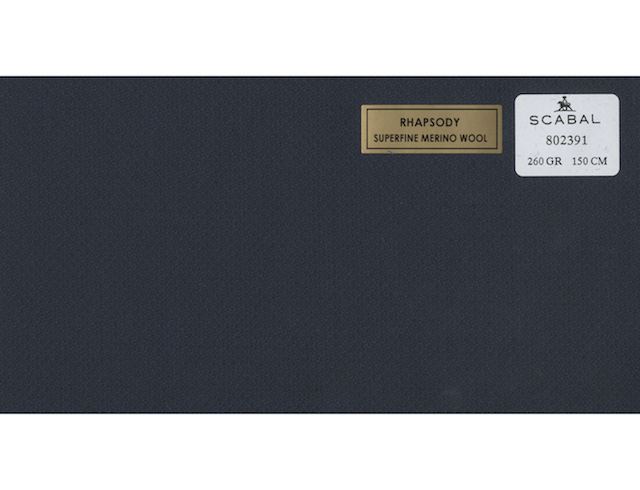 RHAPSODY
SUPERFINE MERINO WOOL
SCABAL
802391
260 GR 150 CM